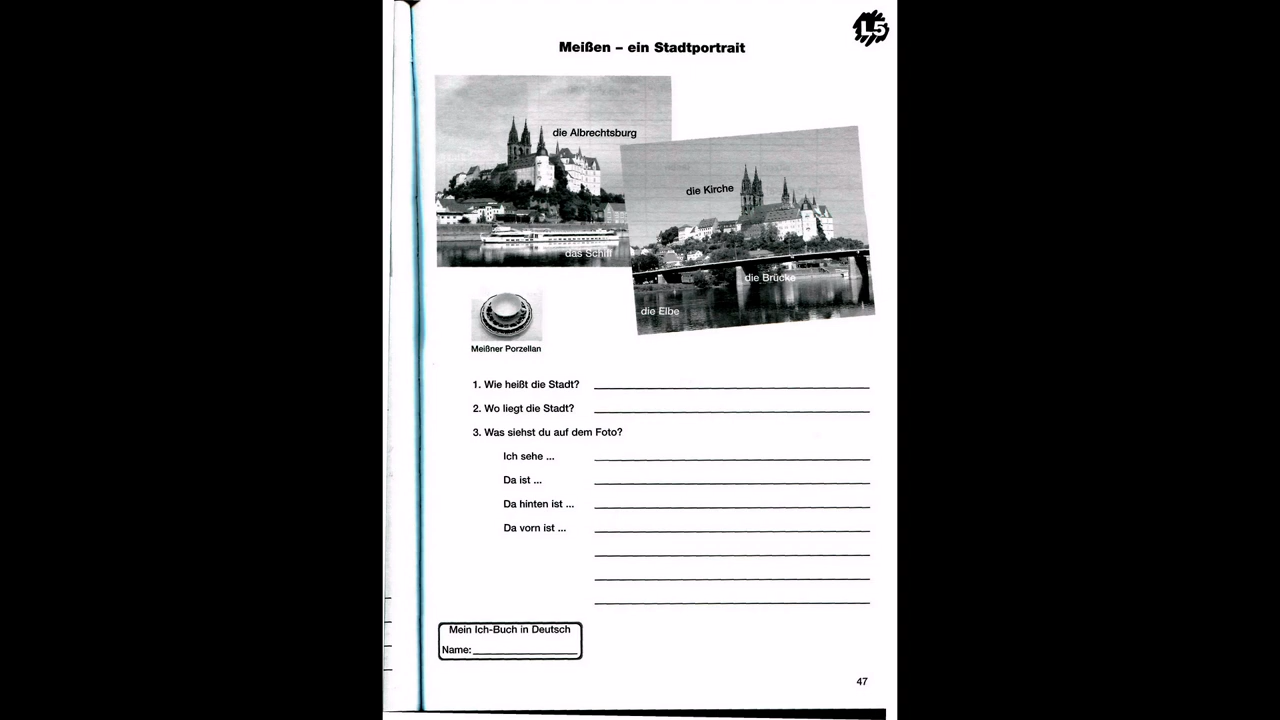 L5
Meißen – ein Stadtportrait
die Albrechtsburg
die Kirche
das Schiff
die Brücke
die Elbe
Meißner Porzellan
1. Wie heißt die Stadt?
2. Wo liegt die Stadt?
3. Was siehst du auf dem Foto?
Ich sehe ...
Da ist ...
Da hinten ist ...
Da vorn ist ...
Mein Ich-Buch in Deutsch
Name:
47